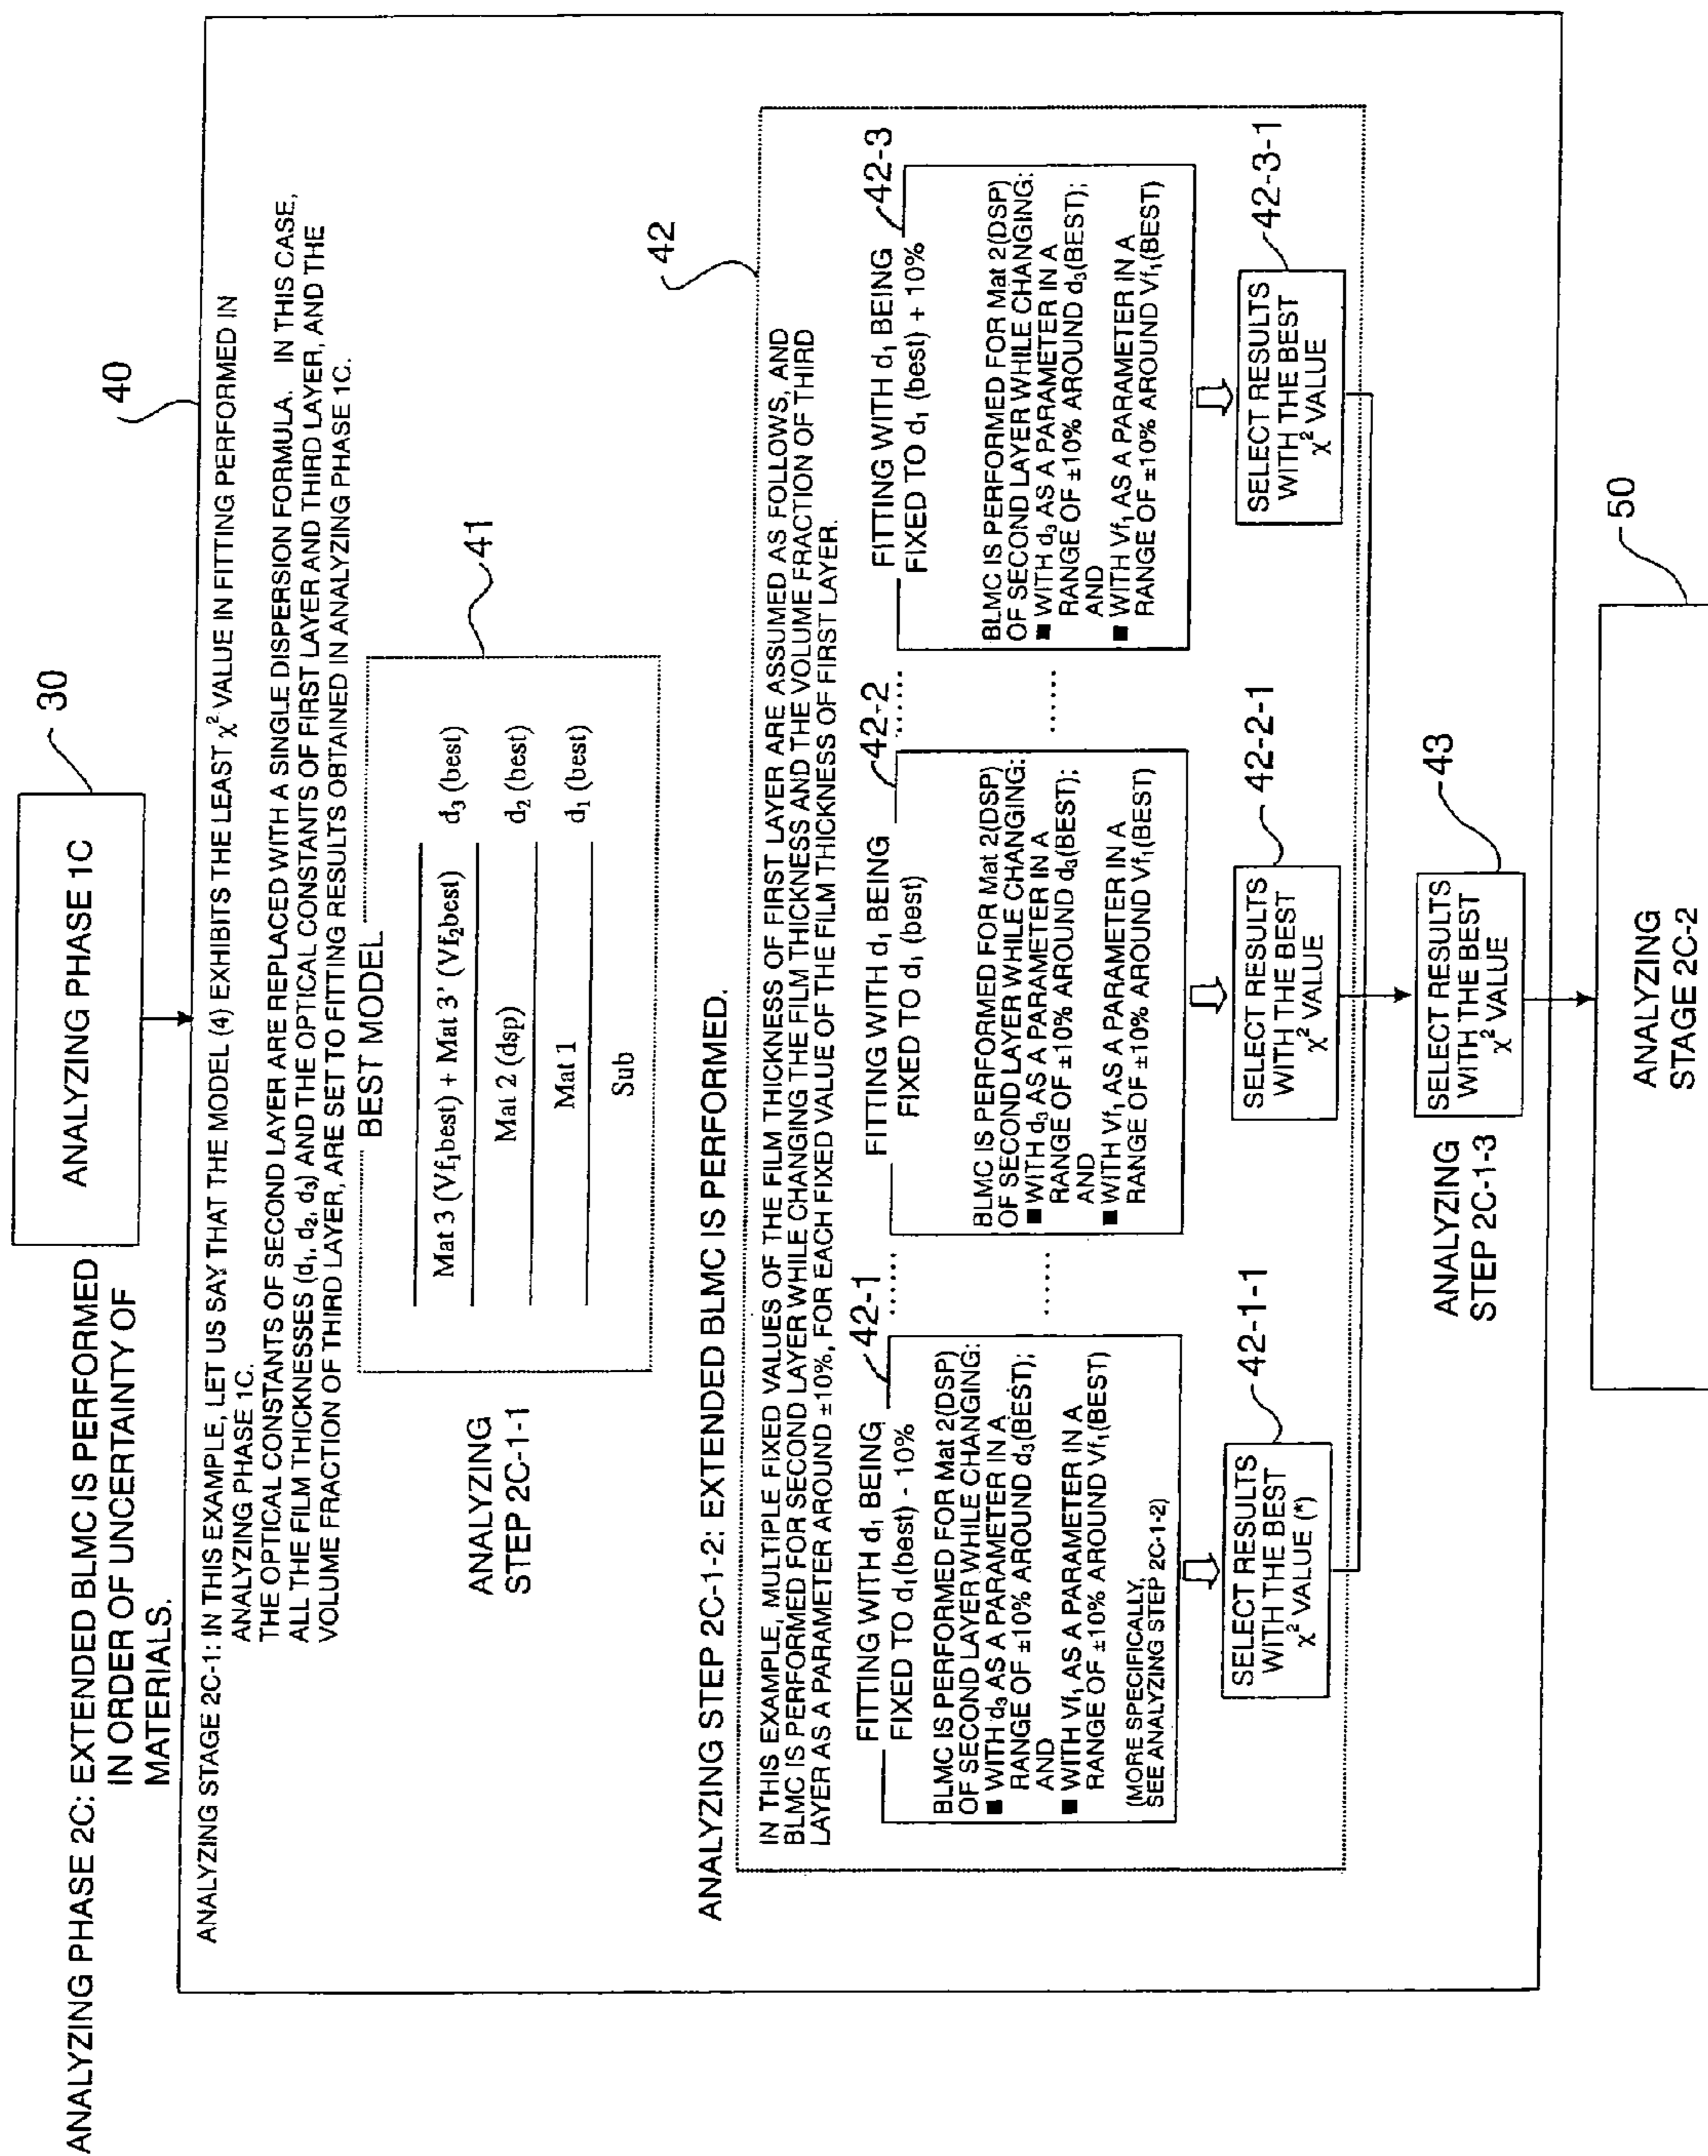 30
ANALYZING PHASE 1C
ANALYZING PHASE 2C: EXTENDED BLMC IS PERFORMED
IN ORDER OF UNCERTAINTY OF
MATERIALS.
40
ANALYZING STAGE 2C-1: IN THIS EXAMPLE, LET US SAY THAT THE MODEL (4) EXHIBITS THE LEAST χ² VALUE IN FITTING PERFORMED IN
ANALYZING PHASE 1C.
THE OPTICAL CONSTANTS OF SECOND LAYER ARE REPLACED WITH A SINGLE DISPERSION FORMULA. IN THIS CASE,
ALL THE FILM THICKNESSES (d₁, d₂, d₃) AND THE OPTICAL CONSTANTS OF FIRST LAYER AND THIRD LAYER, AND THE
VOLUME FRACTION OF THIRD LAYER, ARE SET TO FITTING RESULTS OBTAINED IN ANALYZING PHASE 1C.
BEST MODEL
41
Mat 3 (Vf₁best) + Mat 3' (Vf₂best) d₃ (best)
Mat 2 (dsp) d₂ (best)
Mat 1 d₁ (best)
Sub
ANALYZING
STEP 2C-1-1
ANALYZING STEP 2C-1-2: EXTENDED BLMC IS PERFORMED.
42
IN THIS EXAMPLE, MULTIPLE FIXED VALUES OF THE FILM THICKNESS OF FIRST LAYER ARE ASSUMED AS FOLLOWS, AND
BLMC IS PERFORMED FOR SECOND LAYER WHILE CHANGING THE FILM THICKNESS AND THE VOLUME FRACTION OF THIRD
LAYER AS A PARAMETER AROUND ±10%, FOR EACH FIXED VALUE OF THE FILM THICKNESS OF FIRST LAYER.
FITTING WITH d₁ BEING
FIXED TO d₁(best) - 10%
42-1
BLMC IS PERFORMED FOR Mat 2(DSP)
OF SECOND LAYER WHILE CHANGING:
■ WITH d₃ AS A PARAMETER IN A
RANGE OF ±10% AROUND d₃(BEST);
AND
■ WITH Vf₁ AS A PARAMETER IN A
RANGE OF ±10% AROUND Vf₁(BEST)
(MORE SPECIFICALLY,
SEE ANALYZING STEP 2C-1-2)
42-1-1
SELECT RESULTS
WITH THE BEST
χ² VALUE (*)
......
......
FITTING WITH d₁ BEING
FIXED TO d₁ (best)
42-2
BLMC IS PERFORMED FOR Mat 2(DSP)
OF SECOND LAYER WHILE CHANGING:
■ WITH d₃ AS A PARAMETER IN A
RANGE OF ±10% AROUND d₃(BEST);
AND
■ WITH Vf₁ AS A PARAMETER IN A
RANGE OF ±10% AROUND Vf₁(BEST)
42-2-1
SELECT RESULTS
WITH THE BEST
χ² VALUE
......
......
FITTING WITH d₁ BEING
FIXED TO d₁ (best) + 10%
42-3
BLMC IS PERFORMED FOR Mat 2(DSP)
OF SECOND LAYER WHILE CHANGING:
■ WITH d₃ AS A PARAMETER IN A
RANGE OF ±10% AROUND d₃(BEST);
AND
■ WITH Vf₁ AS A PARAMETER IN A
RANGE OF ±10% AROUND Vf₁(BEST)
42-3-1
SELECT RESULTS
WITH THE BEST
χ² VALUE
ANALYZING
STEP 2C-1-3
43
SELECT RESULTS
WITH THE BEST
χ² VALUE
50
ANALYZING
STAGE 2C-2